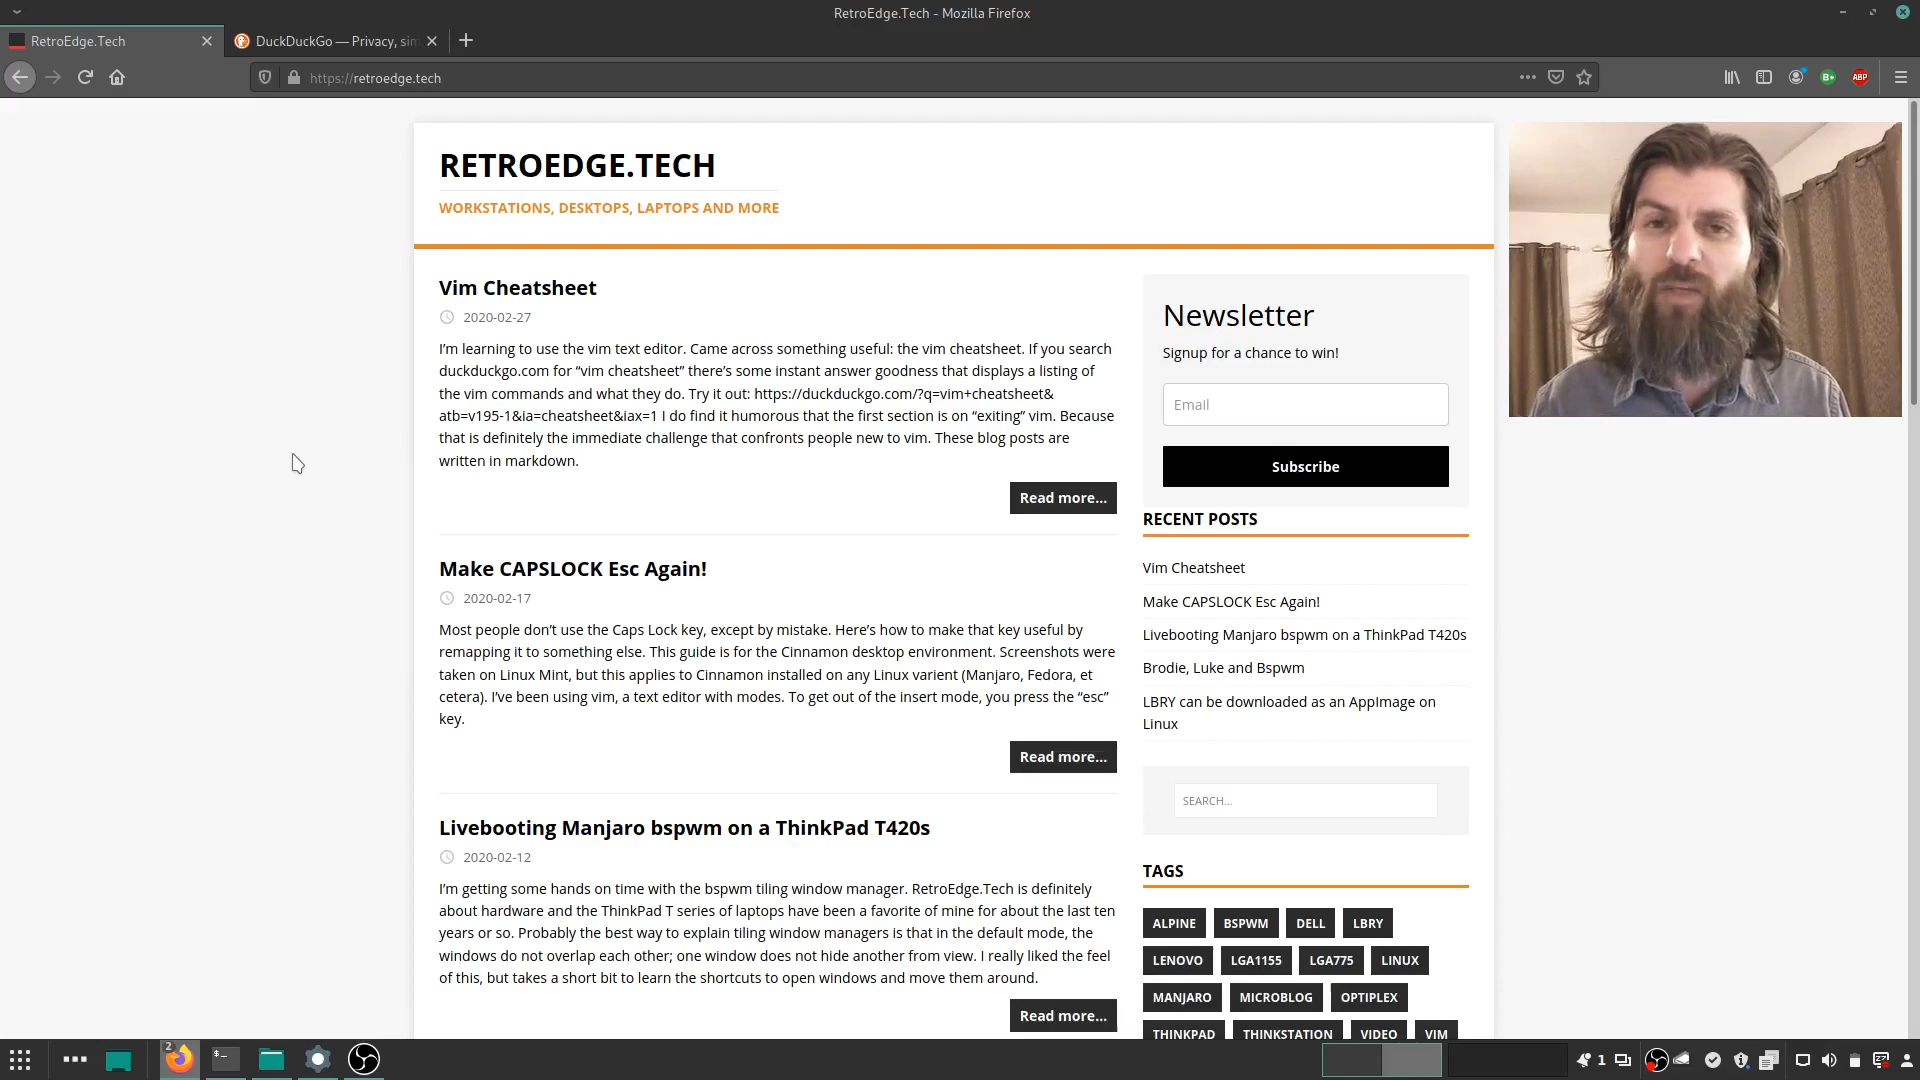 RetroEdge.Tech - Mozilla Firefox
RetroEdge.Tech
DuckDuckGo — Privacy, sim
https://retroedge.tech
B+
ABP
RETROEDGE.TECH
WORKSTATIONS, DESKTOPS, LAPTOPS AND MORE
Vim Cheatsheet
2020-02-27
I’m learning to use the vim text editor. Came across something useful: the vim cheatsheet. If you search
duckduckgo.com for “vim cheatsheet” there’s some instant answer goodness that displays a listing of
the vim commands and what they do. Try it out: https://duckduckgo.com/?q=vim+cheatsheet&
atb=v195-1&ia=cheatsheet&iax=1 I do find it humorous that the first section is on “exiting” vim. Because
that is definitely the immediate challenge that confronts people new to vim. These blog posts are
written in markdown.
Read more...
Make CAPSLOCK Esc Again!
2020-02-17
Most people don’t use the Caps Lock key, except by mistake. Here’s how to make that key useful by
remapping it to something else. This guide is for the Cinnamon desktop environment. Screenshots were
taken on Linux Mint, but this applies to Cinnamon installed on any Linux varient (Manjaro, Fedora, et
cetera). I’ve been using vim, a text editor with modes. To get out of the insert mode, you press the “esc”
key.
Read more...
Livebooting Manjaro bspwm on a ThinkPad T420s
2020-02-12
I’m getting some hands on time with the bspwm tiling window manager. RetroEdge.Tech is definitely
about hardware and the ThinkPad T series of laptops have been a favorite of mine for about the last ten
years or so. Probably the best way to explain tiling window managers is that in the default mode, the
windows do not overlap each other; one window does not hide another from view. I really liked the feel
of this, but takes a short bit to learn the shortcuts to open windows and move them around.
Read more...
Newsletter
Signup for a chance to win!
Email
Subscribe
RECENT POSTS
Vim Cheatsheet
Make CAPSLOCK Esc Again!
Livebooting Manjaro bspwm on a ThinkPad T420s
Brodie, Luke and Bspwm
LBRY can be downloaded as an AppImage on
Linux
SEARCH...
TAGS
ALPINE BSPWM DELL LBRY
LENOVO LGA1155 LGA775 LINUX
MANJARO MICROBLOG OPTIPLEX
THINKPAD THINKSTATION VIDEO VIM
2
1